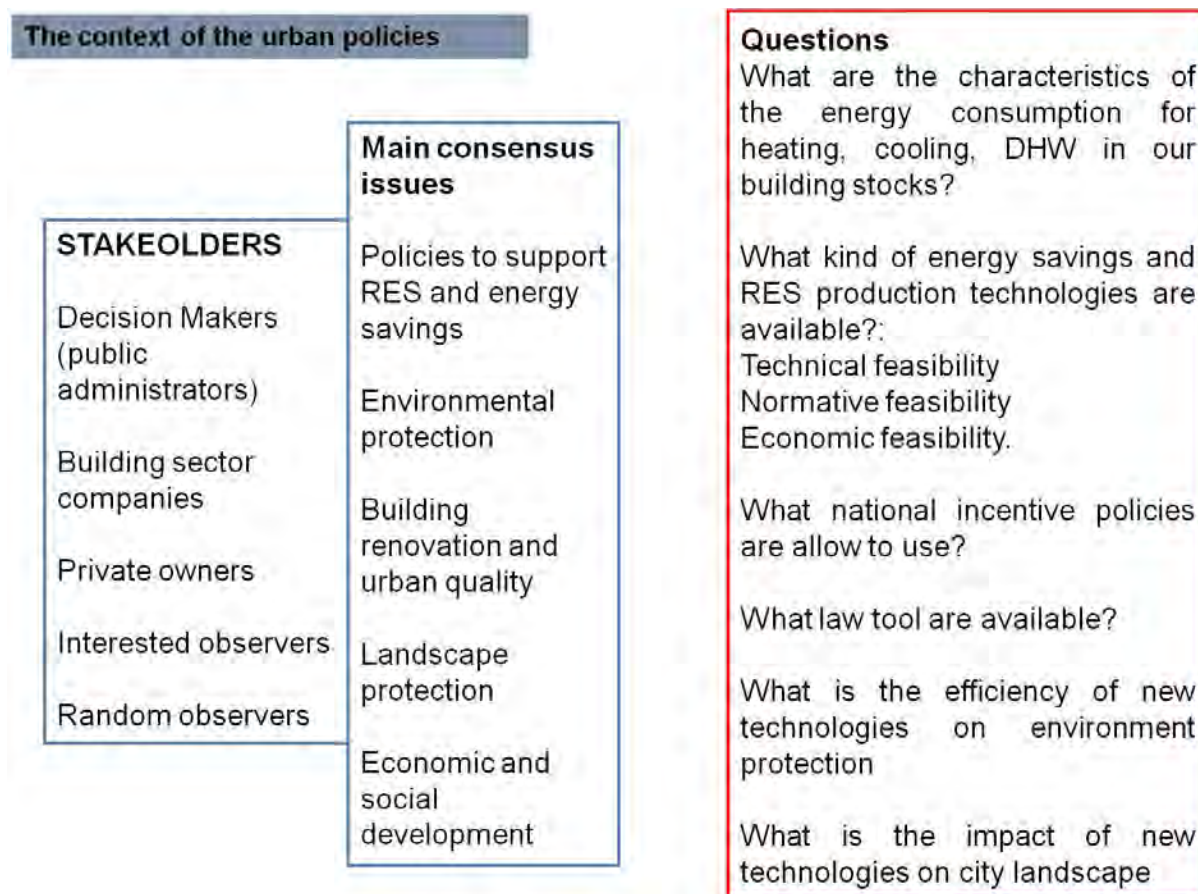 The context of the urban policies
STAKEOLDERS
Decision Makers
(public
administrators)
Building sector
companies
Private owners
Interested observers
Random observers
Main consensus
issues
Policies to support
RES and energy
savings
Environmental
protection
Building
renovation and
urban quality
Landscape
protection
Economic and
social
development
Questions
What are the characteristics of
the energy consumption for
heating, cooling, DHW in our
building stocks?
What kind of energy savings and
RES production technologies are
available?:
Technical feasibility
Normative feasibility
Economic feasibility.
What national incentive policies
are allow to use?
What law tool are available?
What is the efficiency of new
technologies on environment
protection
What is the impact of new
technologies on city landscape